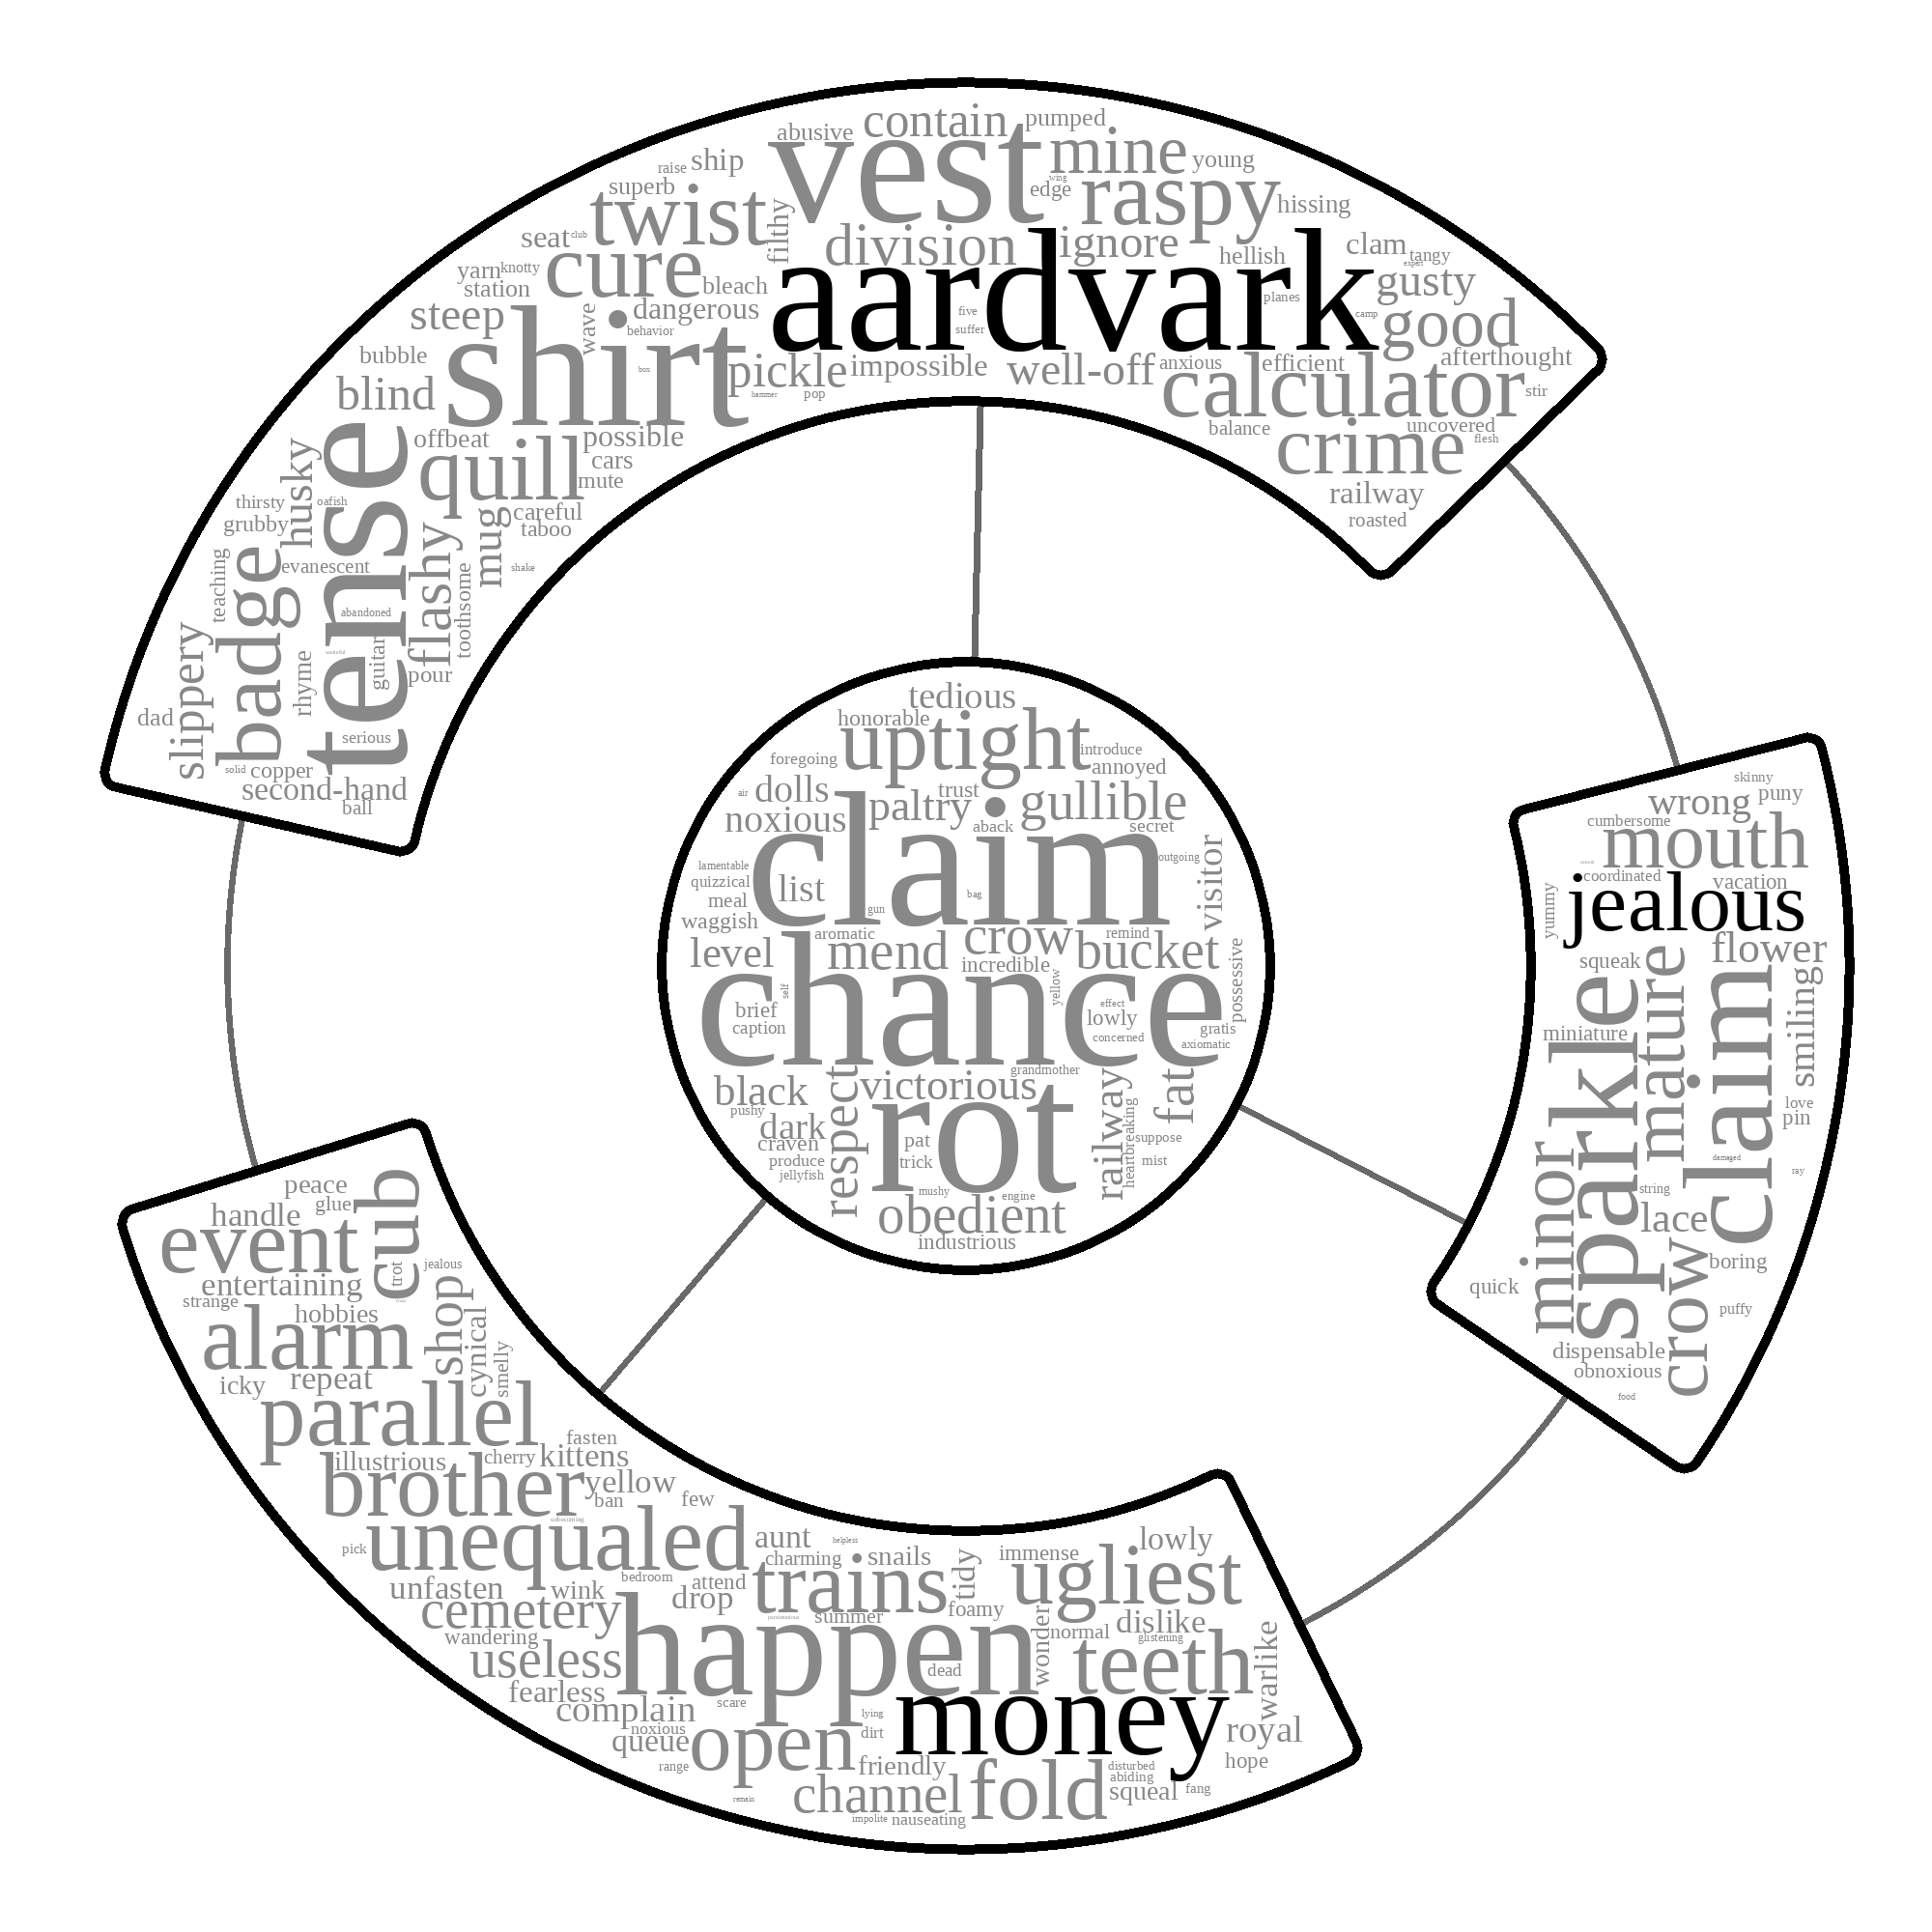 contain
pumped
abusive
vest
mine
young
ship
raise
superb
wing
edge
raspy
hissing
twist
filthy
seat
club
division
ignore
clam
tangy
expert
hellish
aardvark
cure
yarn
knotty
station
bleach
gusty
planes
dangerous
steep
wave
five
camp
good
behavior
suffer
shirt
bubble
afterthought
box
pickle
impossible
well-off
anxious
efficient
calculator
blind
hammer
pop
stir
offbeat
possible
balance
uncovered
crime
flesh
cars
quill
mute
husky
tense
railway
thirsty
oafish
careful
roasted
grubby
taboo
mug
flashy
evanescent
shake
teaching
badge
toothsome
abandoned
slippery
rhyme
guitar
pour
dad
serious
solid
copper
second-hand
ball
tedious
honorable
uptight
introduce
foregoing
annoyed
air
dolls
trust
paltry
gullible
noxious
aback
secret
claim
visitor
outgoing
lamentable
quizzical
list
meal
bag
gun
waggish
aromatic
crow
remind
level
mend
bucket
incredible
possessive
yellow
self
chance
brief
effect
lowly
caption
concerned
gratis
axiomatic
grandmother
black
respect
victorious
railway
fat
pushy
rot
heartbreaking
dark
craven
pat
suppose
produce
trick
mist
jellyfish
mushy
engine
obedient
industrious
skinny
wrong
puny
cumbersome
mouth
coordinated
vacation
yummy
jealous
flower
squeak
mature
claim
smiling
sparkle
miniature
love
pin
damaged
minor
ray
string
lace
boring
crow
quick
puffy
dispensable
obnoxious
food
peace
cub
glue
handle
event
trot
jealous
entertaining
strange
shop
hobbies
alarm
cynical
smelly
icky
repeat
parallel
fasten
illustrious
cherry
kittens
brother
yellow
ban
few
unequaled
aunt
helpless
lowly
pick
charming
snails
tidy
immense
bedroom
attend
trains
ugliest
unfasten
wink
drop
cemetery
summer
foamy
dislike
wandering
happen
wonder
normal
glistening
warlike
useless
dead
teeth
fearless
complain
scare
lying
money
noxious
queue
open
dirt
royal
range
friendly
disturbed
hope
abiding
channel
fold
squeal
fang
remain
impolite
nauseating